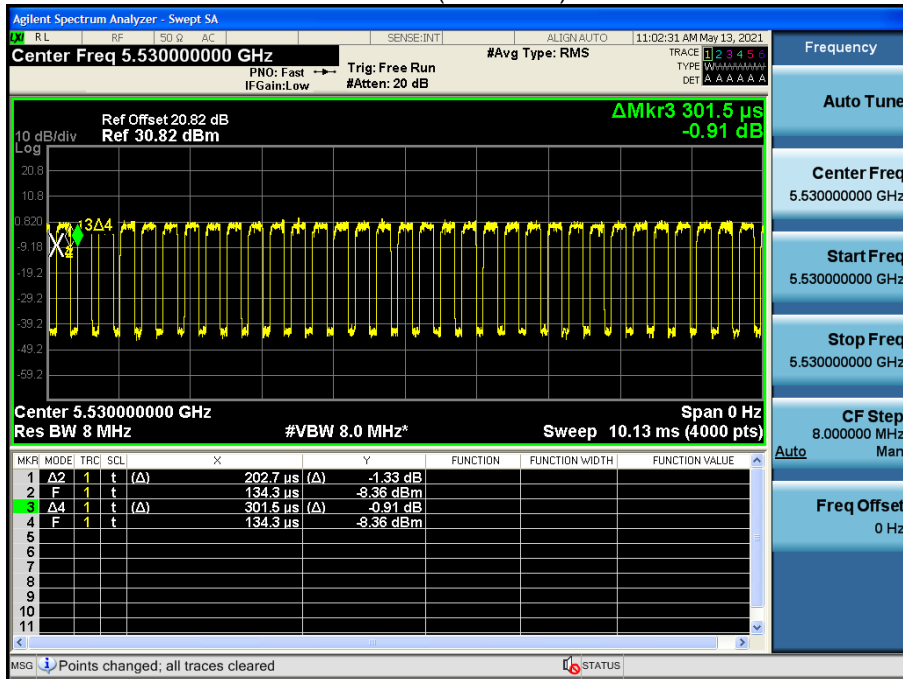 Agilent Spectrum Analyzer - Swept SA
LXI RL RF 50 Ω AC SENSE:INT ALIGN AUTO 11:02:31 AM May 13, 2021
Center Freq 5.530000000 GHz
PNO: Fast
IFGain:Low
Trig: Free Run
#Atten: 20 dB
#Avg Type: RMS
TRACE 1 2 3 4 5 6
TYPE
DET A A A A A A
Frequency
Auto Tune
Center Freq
5.530000000 GHz
Start Freq
5.530000000 GHz
Stop Freq
5.530000000 GHz
CF Step
8.000000 MHz
Auto Man
Freq Offset
0 Hz
ΔMkr3 301.5 µs
-0.91 dB
Ref Offset 20.82 dB
10 dB/div Ref 30.82 dBm
Log
20.8
10.8
0.820
-9.18
-19.2
-29.2
-39.2
-49.2
-59.2
3Δ4
Center 5.530000000 GHz Span 0 Hz
Res BW 8 MHz #VBW 8.0 MHz* Sweep 10.13 ms (4000 pts)
MKR MODE TRC SCL X Y FUNCTION FUNCTION WIDTH FUNCTION VALUE
1 Δ2 1 t (Δ) 202.7 µs (Δ) -1.33 dB
2 F 1 t 134.3 µs -8.36 dBm
3 Δ4 1 t (Δ) 301.5 µs (Δ) -0.91 dB
4 F 1 t 134.3 µs -8.36 dBm
5
6
7
8
9
10
11
MSG Points changed; all traces cleared STATUS